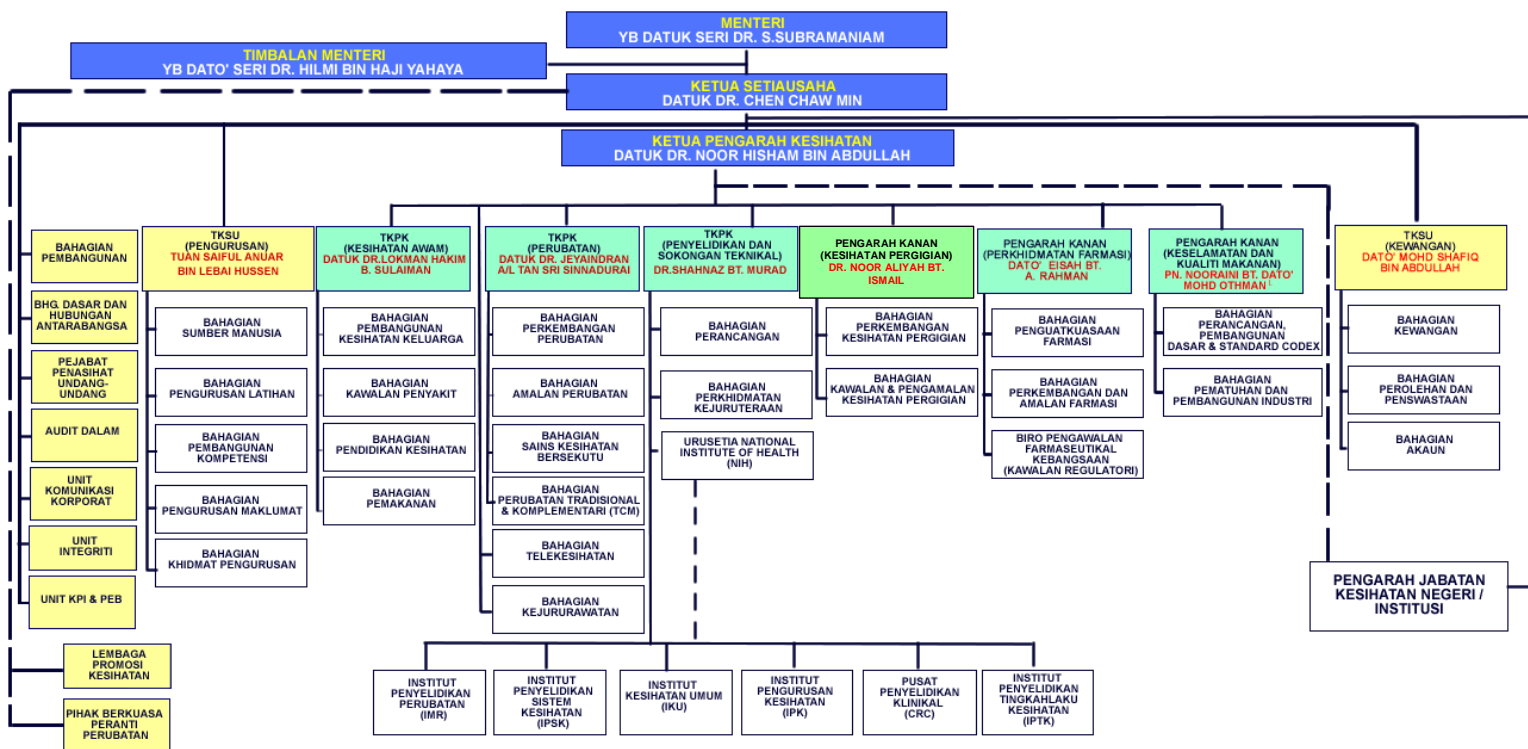 MENTERI
YB DATUK SERI DR. S.SUBRAMANIAM
TIMBALAN MENTERI
YB DATO' SERI DR. HILMI BIN HAJI YAHAYA
KETUA SETIAUSAHA
DATUK DR. CHEN CHAW MIN
KETUA PENGARAH KESIHATAN
DATUK DR. NOOR HISHAM BIN ABDULLAH
BAHAGIAN
PEMBANGUNAN
BHG. DASAR DAN
HUBUNGAN
ANTARABANGSA
PEJABAT
PENASIHAT
UNDANG-
UNDANG
AUDIT DALAM
UNIT
KOMUNIKASI
KORPORAT
UNIT
INTEGRITI
UNIT KPI & PEB
LEMBAGA
PROMOSI
KESIHATAN
PIHAK BERKUASA
PERANTI
PERUBATAN
TKSU
(PENGURUSAN)
TUAN SAIFUL ANUAR
BIN LEBAI HUSSEN
BAHAGIAN
SUMBER MANUSIA
BAHAGIAN
PENGURUSAN LATIHAN
BAHAGIAN
PEMBANGUNAN
KOMPETENSI
BAHAGIAN
PENGURUSAN MAKLUMAT
BAHAGIAN
KHIDMAT PENGURUSAN
TKPK
(KESIHATAN AWAM)
DATUK DR.LOKMAN HAKIM
B. SULAIMAN
BAHAGIAN
PEMBANGUNAN
KESIHATAN KELUARGA
BAHAGIAN
KAWALAN PENYAKIT
BAHAGIAN
PENDIDIKAN KESIHATAN
BAHAGIAN
PEMAKANAN
TKPK
(PERUBATAN)
DATUK DR. JEYAINDRAN
A/L TAN SRI SINNADURAI
BAHAGIAN
PERKEMBANGAN
PERUBATAN
BAHAGIAN
AMALAN PERUBATAN
BAHAGIAN
SAINS KESIHATAN
BERSEKUTU
BAHAGIAN
PERUBATAN TRADISIONAL
& KOMPLEMENTARI (TCM)
BAHAGIAN
TELEKESIHATAN
BAHAGIAN
KEJURURAWATAN
TKPK
(PENYELIDIKAN DAN
SOKONGAN TEKNIKAL)
DR.SHAHNAZ BT. MURAD
BAHAGIAN
PERANCANGAN
BAHAGIAN
PERKHIDMATAN
KEJURUTERAAN
URUSETIA NATIONAL
INSTITUTE OF HEALTH
(NIH)
PENGARAH KANAN
(KESIHATAN PERGIGIAN)
DR. NOOR ALIYAH BT.
ISMAIL
BAHAGIAN
PERKEMBANGAN
KESIHATAN PERGIGIAN
BAHAGIAN
KAWALAN & PENGAMALAN
KESIHATAN PERGIGIAN
PENGARAH KANAN
(PERKHIDMATAN FARMASI)
DATO' EISAH BT.
A. RAHMAN
BAHAGIAN
PENGUATKUASAAN
FARMASI
BAHAGIAN
PERKEMBANGAN DAN
AMALAN FARMASI
BIRO PENGAWALAN
FARMASEUTIKAL
KEBANGSAAN
(KAWALAN REGULATORI)
PENGARAH KANAN
(KESELAMATAN DAN
KUALITI MAKANAN)
PN. NOORAINI BT. DATO'
MOHD OTHMAN
BAHAGIAN
PERANCANGAN,
PEMBANGUNAN
DASAR & STANDARD CODEX
BAHAGIAN
PEMATUHAN DAN
PEMBANGUNAN INDUSTRI
TKSU
(KEWANGAN)
DATO' MOHD SHAFIQ
BIN ABDULLAH
BAHAGIAN
KEWANGAN
BAHAGIAN
PEROLEHAN DAN
PENSWASTAAN
BAHAGIAN
AKAUN
PENGARAH JABATAN
KESIHATAN NEGERI /
INSTITUSI
INSTITUT
PENYELIDIKAN
PERUBATAN
(IMR)
INSTITUT
PENYELIDIKAN
SISTEM
KESIHATAN
(IPSK)
INSTITUT
KESIHATAN UMUM
(IKU)
INSTITUT
PENGURUSAN
KESIHATAN
(IPK)
PUSAT
PENYELIDIKAN
KLINIKAL
(CRC)
INSTITUT
PENYELIDIKAN
TINGKAHLAKU
KESIHATAN
(IPTK)